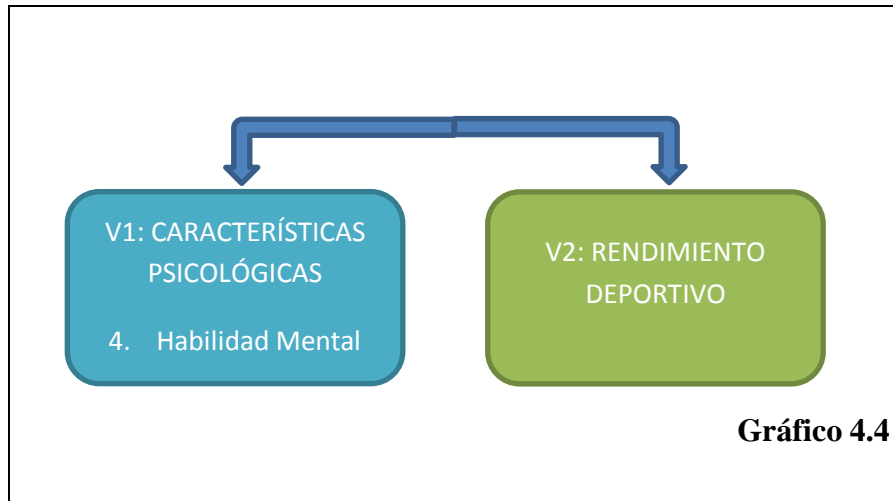 V1: CARACTERÍSTICAS
PSICOLÓGICAS
4. Habilidad Mental
V2: RENDIMIENTO
DEPORTIVO
Gráfico 4.4